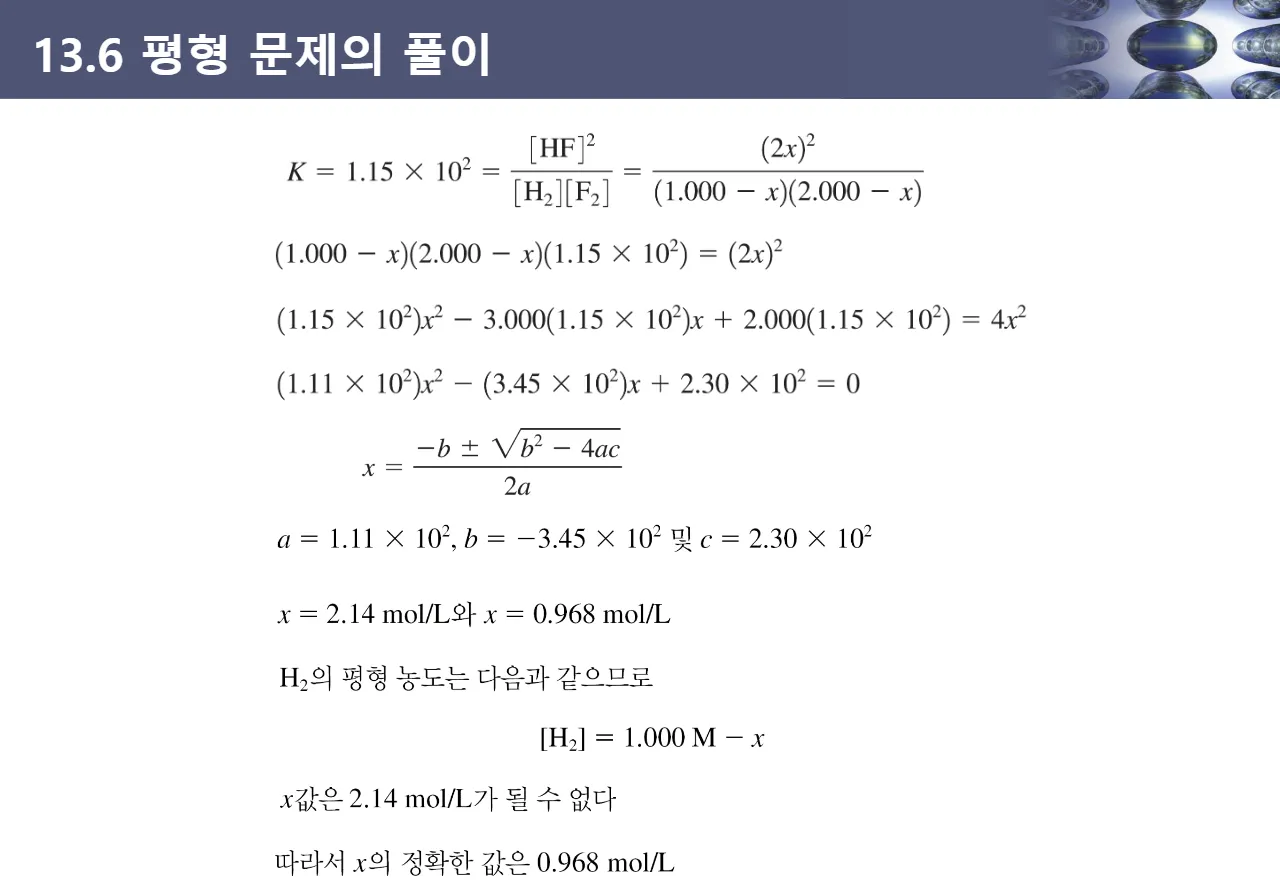 13.6 평형 문제의 풀이
K = 1.15 × 10² = [HF]² / [H₂][F₂] = (2x)² / (1.000 − x)(2.000 − x)
(1.000 − x)(2.000 − x)(1.15 × 10²) = (2x)²
(1.15 × 10²)x² − 3.000(1.15 × 10²)x + 2.000(1.15 × 10²) = 4x²
(1.11 × 10²)x² − (3.45 × 10²)x + 2.30 × 10² = 0
x = −b ± √(b² − 4ac) / 2a
a = 1.11 × 10², b = −3.45 × 10² 및 c = 2.30 × 10²
x = 2.14 mol/L와 x = 0.968 mol/L
H₂의 평형 농도는 다음과 같으므로
[H₂] = 1.000 M − x
x값은 2.14 mol/L가 될 수 없다
따라서 x의 정확한 값은 0.968 mol/L